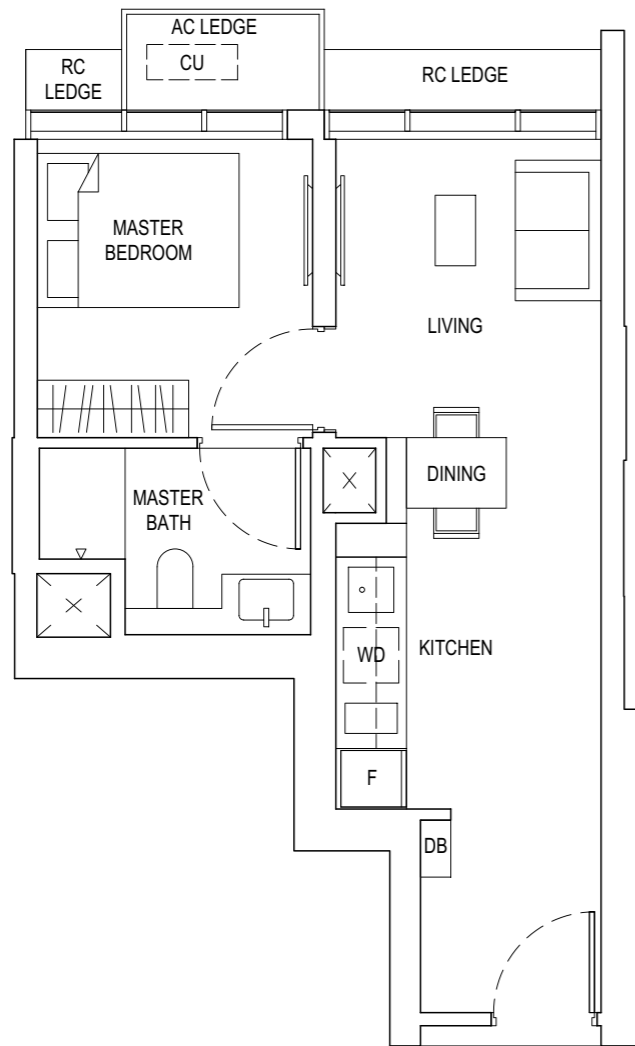 AC LEDGE
CU
RC
LEDGE
RC LEDGE
MASTER
BEDROOM
LIVING
DINING
MASTER
BATH
KITCHEN
WD
F
DB